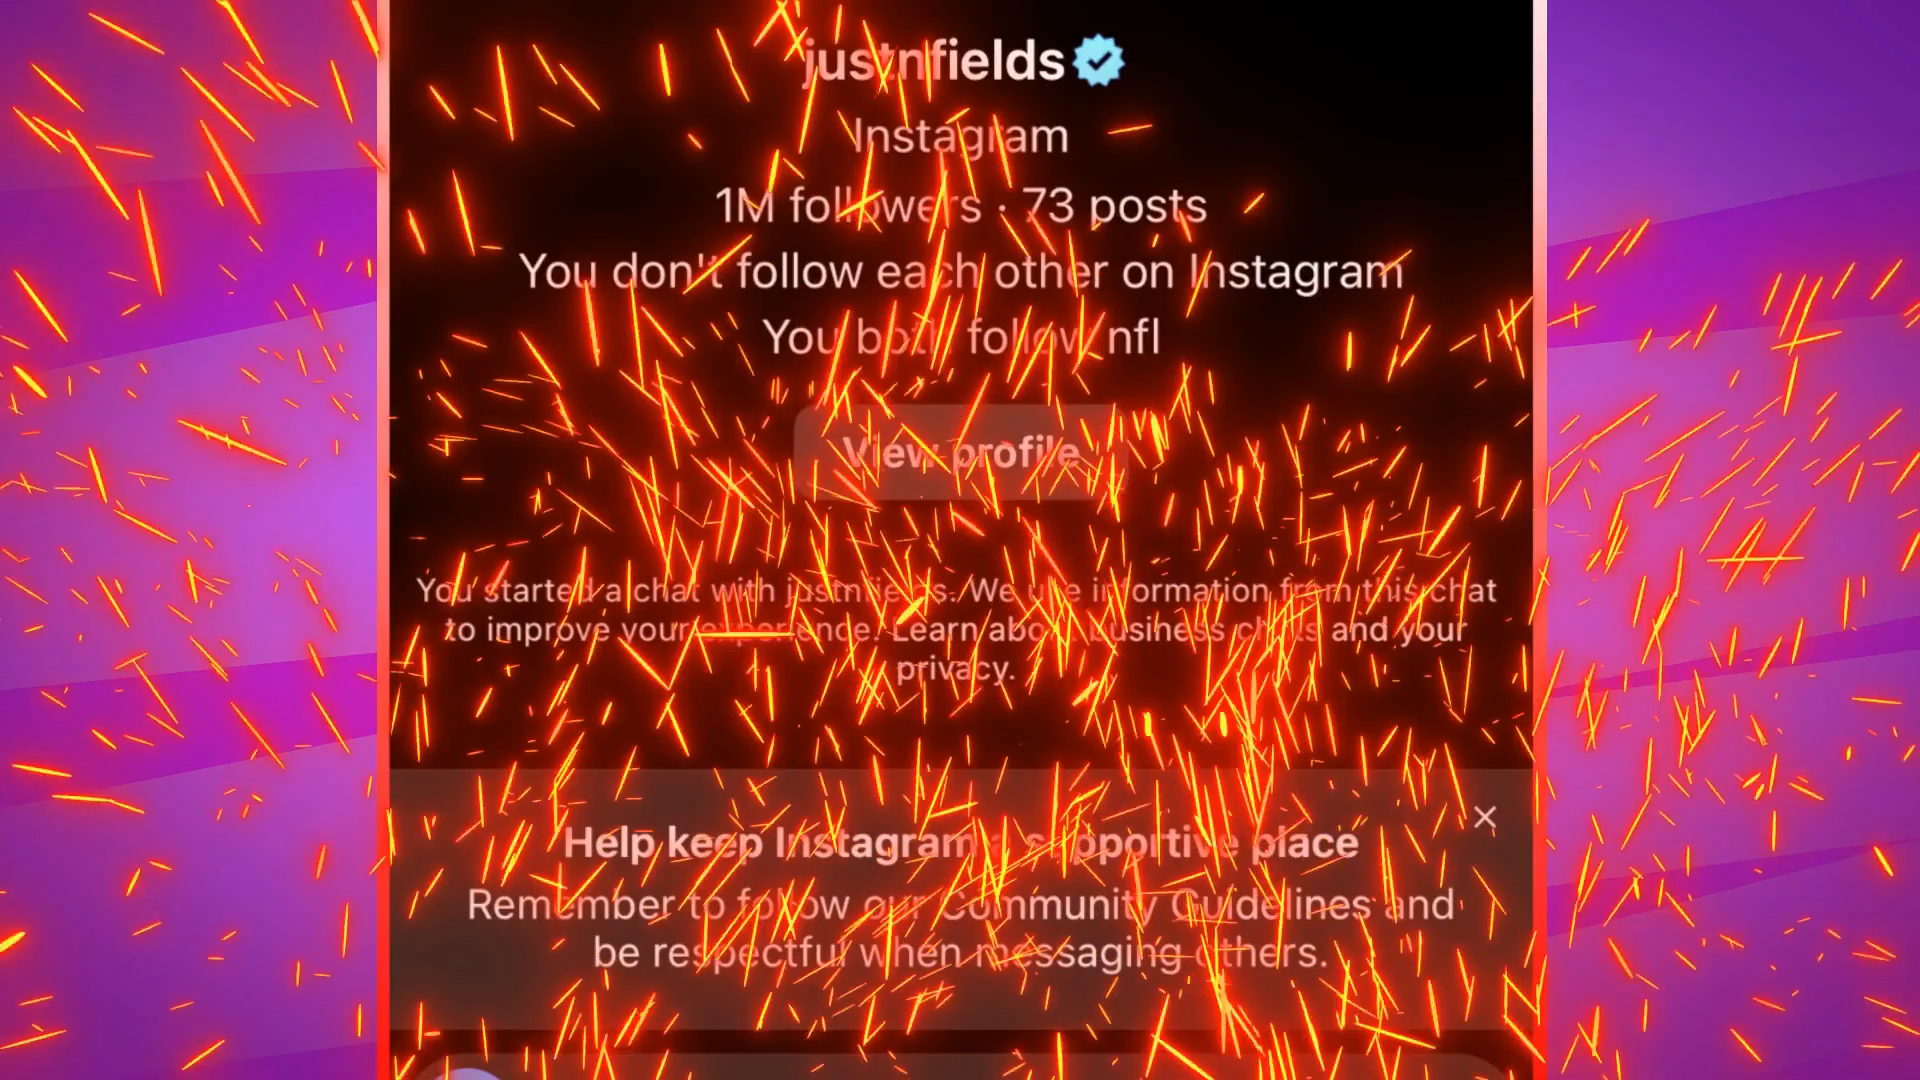 justnfields
Instagram
1M followers · 73 posts
You don't follow each other on Instagram
You both follow nfl
View profile
You started a chat with justnfields. We use information from this chat
to improve your experience. Learn about business chats and your
privacy.
Help keep Instagram a supportive place
Remember to follow our Community Guidelines and
be respectful when messaging others.